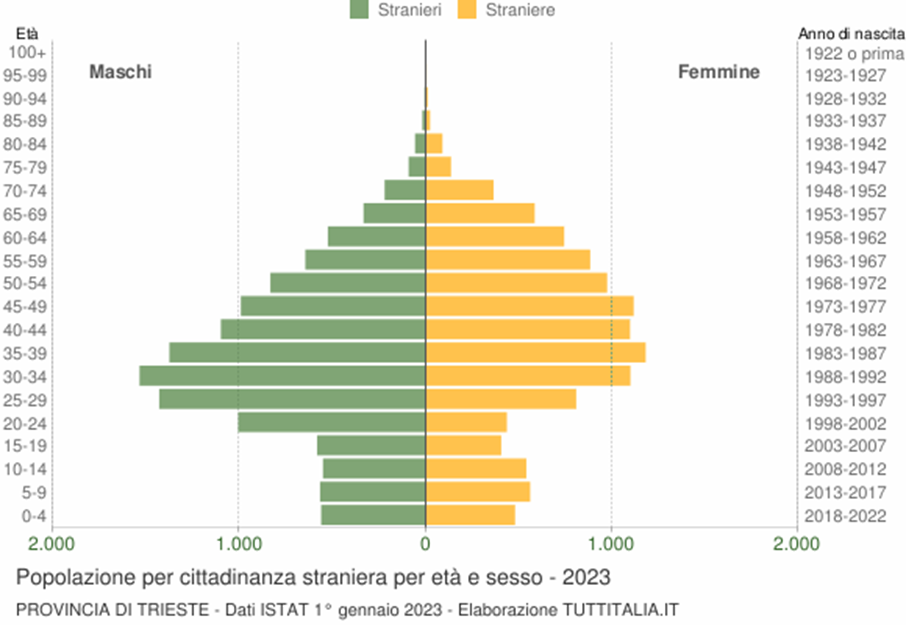 Stranieri Straniere
Età Anno di nascita
100+ 1922 o prima
Maschi Femmine
95-99 1923-1927
90-94 1928-1932
85-89 1933-1937
80-84 1938-1942
75-79 1943-1947
70-74 1948-1952
65-69 1953-1957
60-64 1958-1962
55-59 1963-1967
50-54 1968-1972
45-49 1973-1977
40-44 1978-1982
35-39 1983-1987
30-34 1988-1992
25-29 1993-1997
20-24 1998-2002
15-19 2003-2007
10-14 2008-2012
5-9 2013-2017
0-4 2018-2022
2.000 1.000 0 1.000 2.000
Popolazione per cittadinanza straniera per età e sesso - 2023
PROVINCIA DI TRIESTE - Dati ISTAT 1° gennaio 2023 - Elaborazione TUTTITALIA.IT